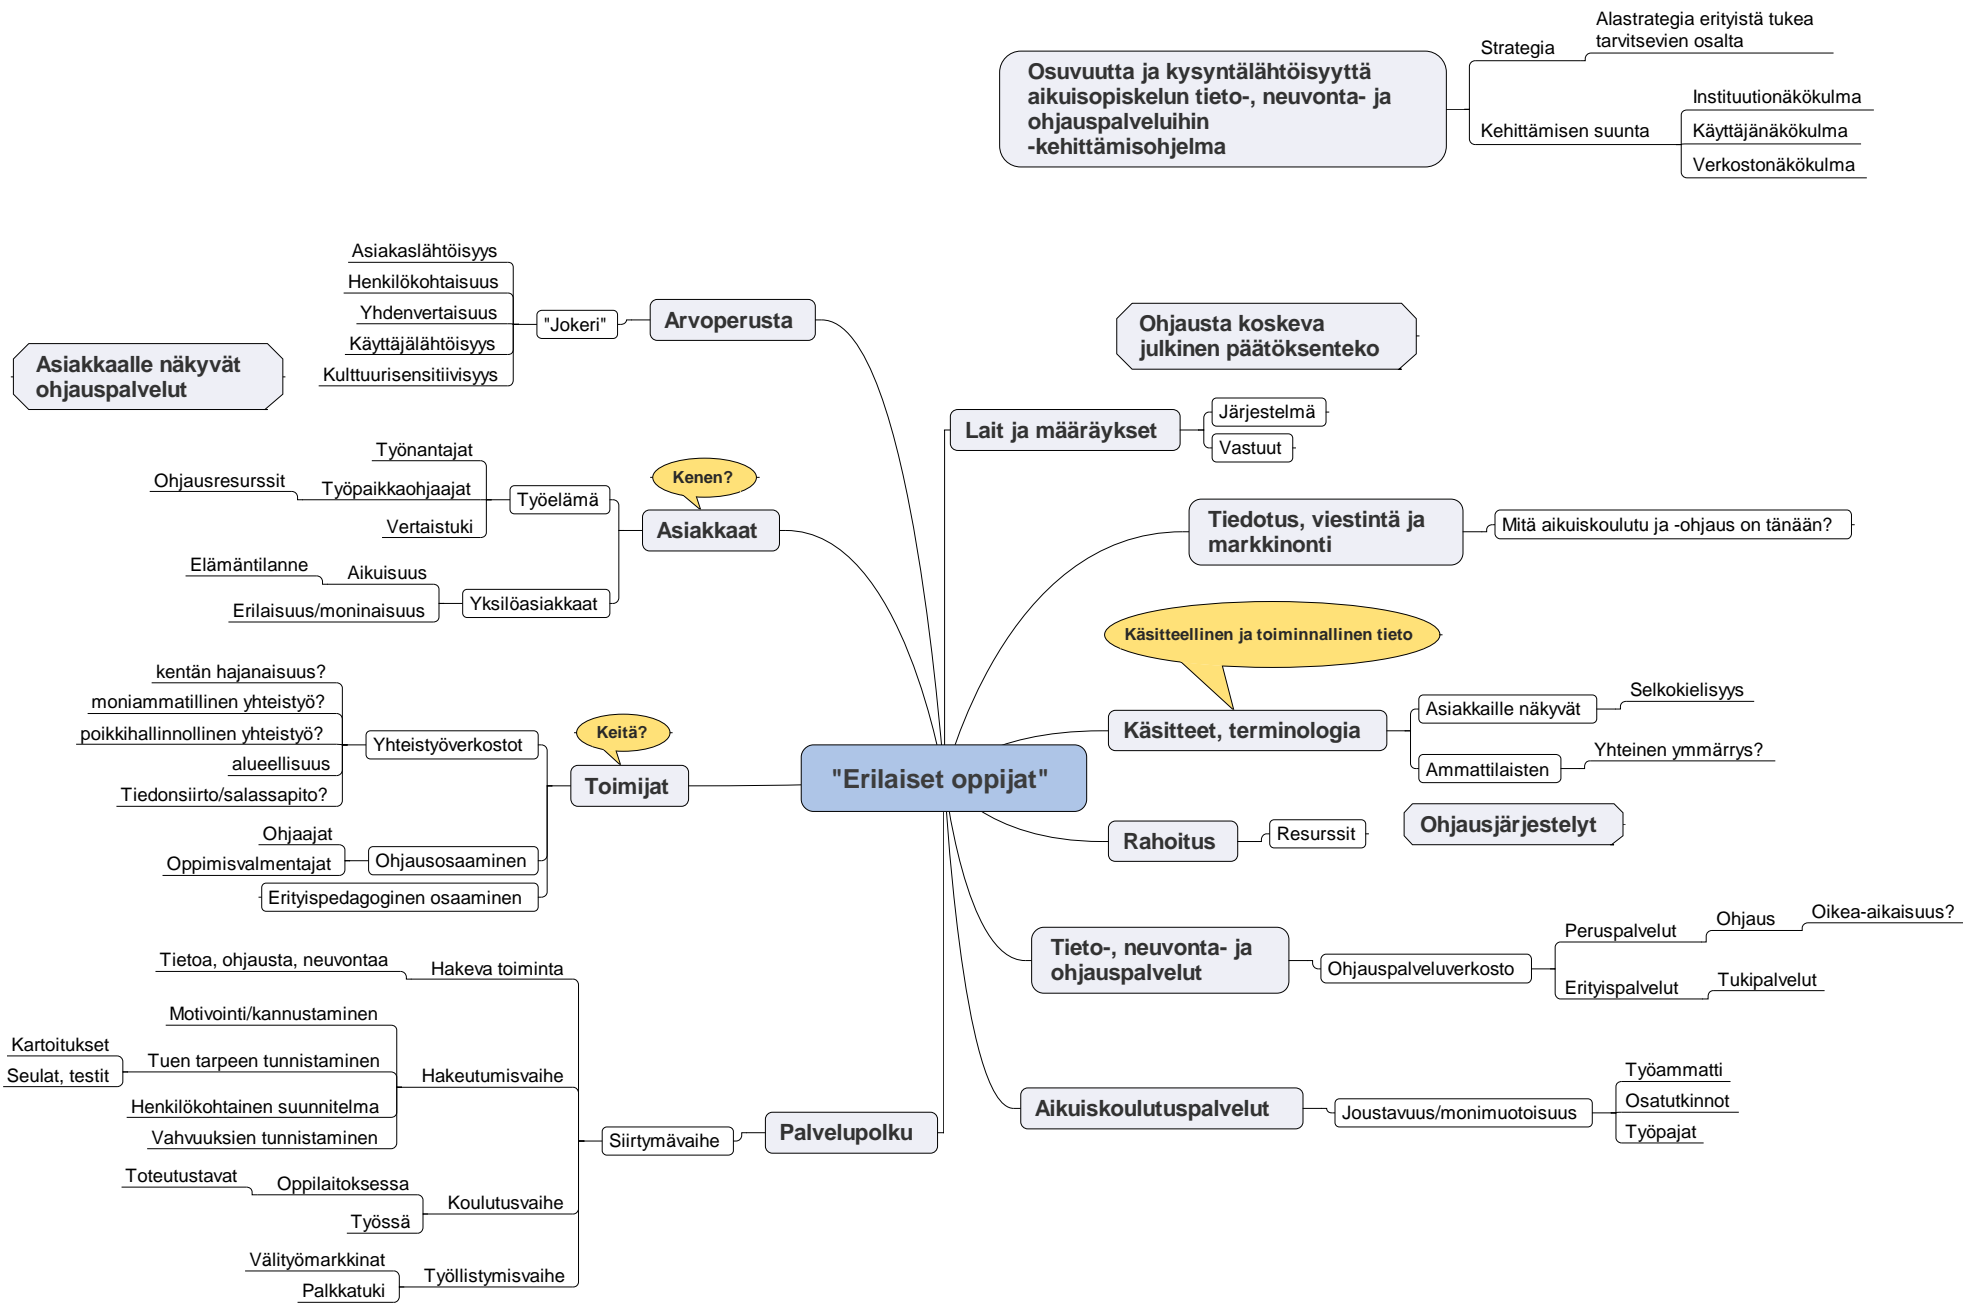 Alastrategia erityistä tukea
tarvitsevien osalta
Strategia
Osuvuutta ja kysyntälähtöisyyttä
aikuisopiskelun tieto-, neuvonta- ja
ohjauspalveluihin
-kehittämisohjelma
Instituutionäkökulma
Kehittämisen suunta
Käyttäjänäkökulma
Verkostonäkökulma
Asiakaslähtöisyys
Henkilökohtaisuus
Yhdenvertaisuus
Käyttäjälähtöisyys
Kulttuurisensitiivisyys
"Jokeri"
Arvoperusta
Asiakkaalle näkyvät
ohjauspalvelut
Ohjausta koskeva
julkinen päätöksenteko
Lait ja määräykset
Järjestelmä
Vastuut
Työnantajat
Ohjausresurssit
Työpaikkaohjaajat
Vertaistuki
Työelämä
Kenen?
Asiakkaat
Elämäntilanne
Aikuisuus
Erilaisuus/moninaisuus
Yksilöasiakkaat
Tiedotus, viestintä ja
markkinonti
Mitä aikuiskoulutu ja -ohjaus on tänään?
Käsitteellinen ja toiminnallinen tieto
Käsitteet, terminologia
Asiakkaille näkyvät
Selkokielisyys
Ammattilaisten
Yhteinen ymmärrys?
kentän hajanaisuus?
moniammatillinen yhteistyö?
poikkihallinnollinen yhteistyö?
alueellisuus
Tiedonsiirto/salassapito?
Yhteistyöverkostot
Keitä?
Toimijat
"Erilaiset oppijat"
Ohjaajat
Oppimisvalmentajat
Ohjausosaaminen
Erityispedagoginen osaaminen
Rahoitus
Resurssit
Ohjausjärjestelyt
Tieto-, neuvonta- ja
ohjauspalvelut
Ohjauspalveluverkosto
Peruspalvelut
Ohjaus
Oikea-aikaisuus?
Erityispalvelut
Tukipalvelut
Tietoa, ohjausta, neuvontaa
Hakeva toiminta
Motivointi/kannustaminen
Kartoitukset
Seulat, testit
Tuen tarpeen tunnistaminen
Henkilökohtainen suunnitelma
Vahvuuksien tunnistaminen
Hakeutumisvaihe
Siirtymävaihe
Palvelupolku
Toteutustavat
Oppilaitoksessa
Työssä
Koulutusvaihe
Välityömarkkinat
Palkkatuki
Työllistymisvaihe
Aikuiskoulutuspalvelut
Joustavuus/monimuotoisuus
Työammatti
Osatutkinnot
Työpajat